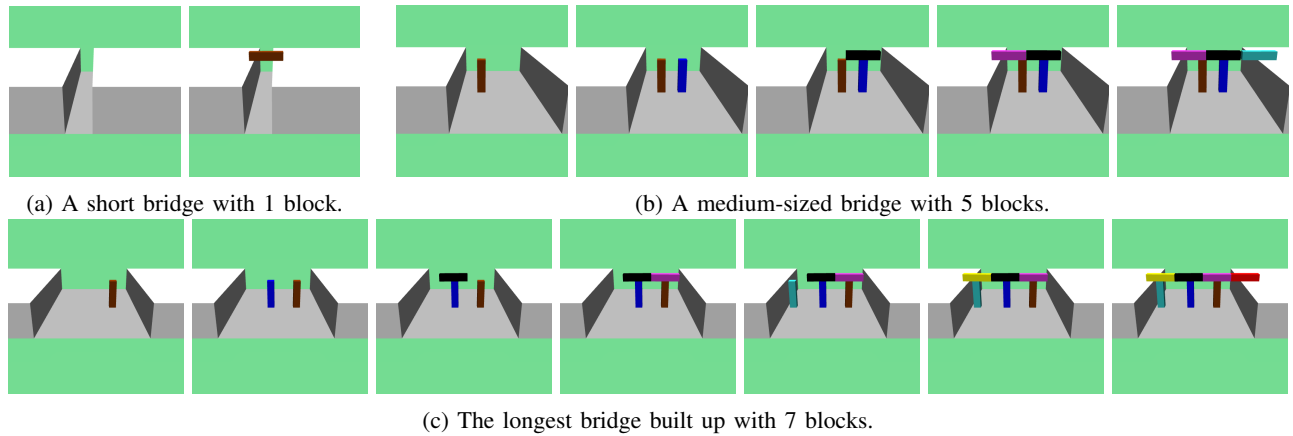 (a) A short bridge with 1 block.
(b) A medium-sized bridge with 5 blocks.
(c) The longest bridge built up with 7 blocks.